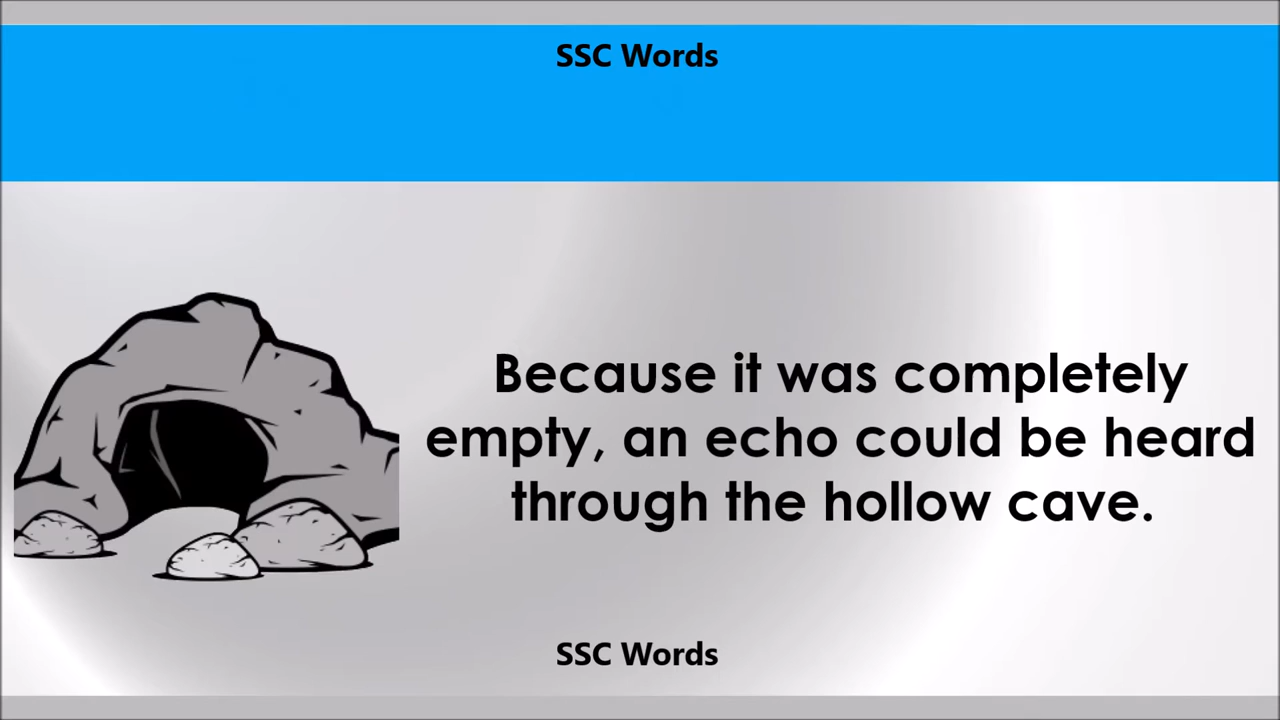 SSC Words
Because it was completely
empty, an echo could be heard
through the hollow cave.
SSC Words